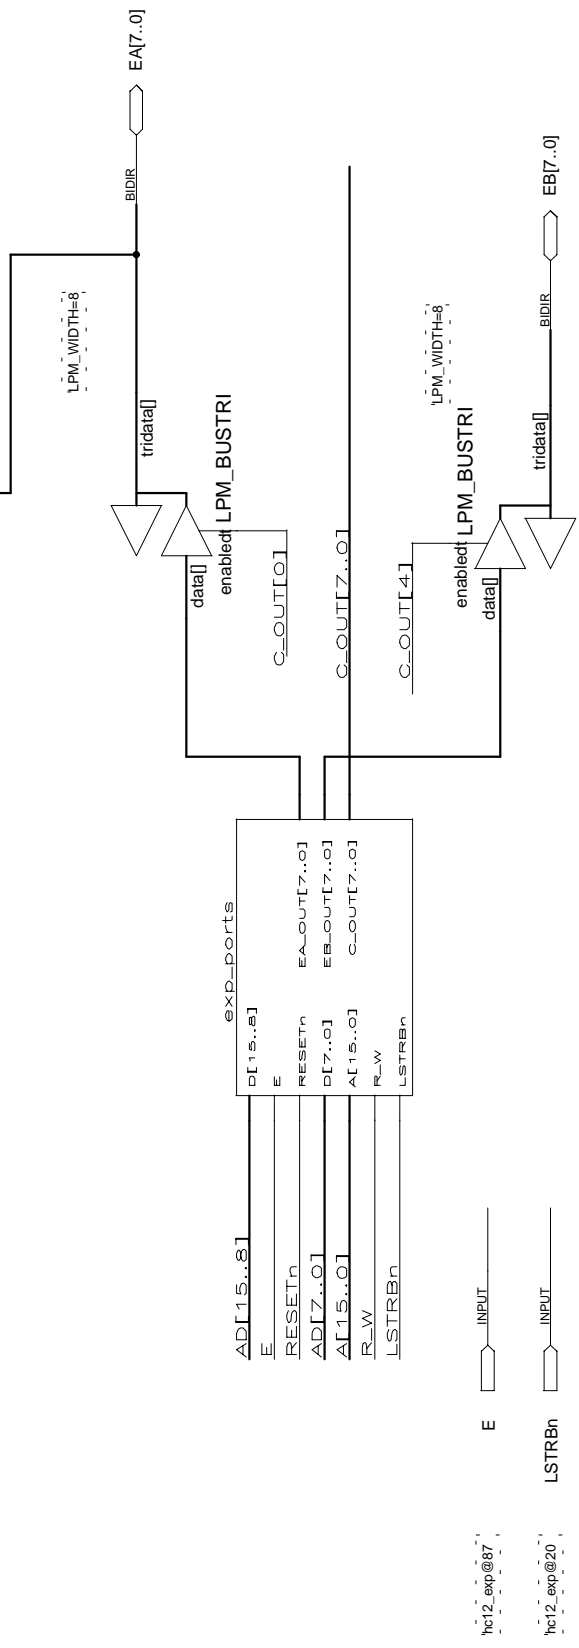 EA[7..0]
BIDIR
'LPM_WIDTH=8'
tridata[]
LPM_BUSTRI
enabledt
data[]
C_OUT[0]
C_OUT[7..0]
C_OUT[4]
EB[7..0]
BIDIR
'LPM_WIDTH=8'
tridata[]
LPM_BUSTRI
enabledt
data[]
exp_ports
D[15..8]
E
RESETn
D[7..0]
A[15..0]
R_W
LSTRBn
EA_OUT[7..0]
EB_OUT[7..0]
C_OUT[7..0]
AD[15..8]
E
RESETn
AD[7..0]
A[15..0]
R_W
LSTRBn
'hc12_exp@87'
E
INPUT
'hc12_exp@20'
LSTRBn
INPUT